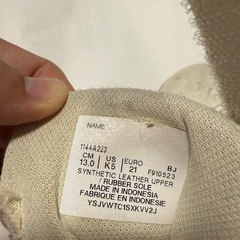 NAME:
1144A223
CM US EURO BJ
13.0 K5 21 F910523
SYNTHETIC LEATHER UPPER
/ RUBBER SOLE
MADE IN INDONESIA
FABRIQUE EN INDONESIE
YSJVWTC1SXKVV2J